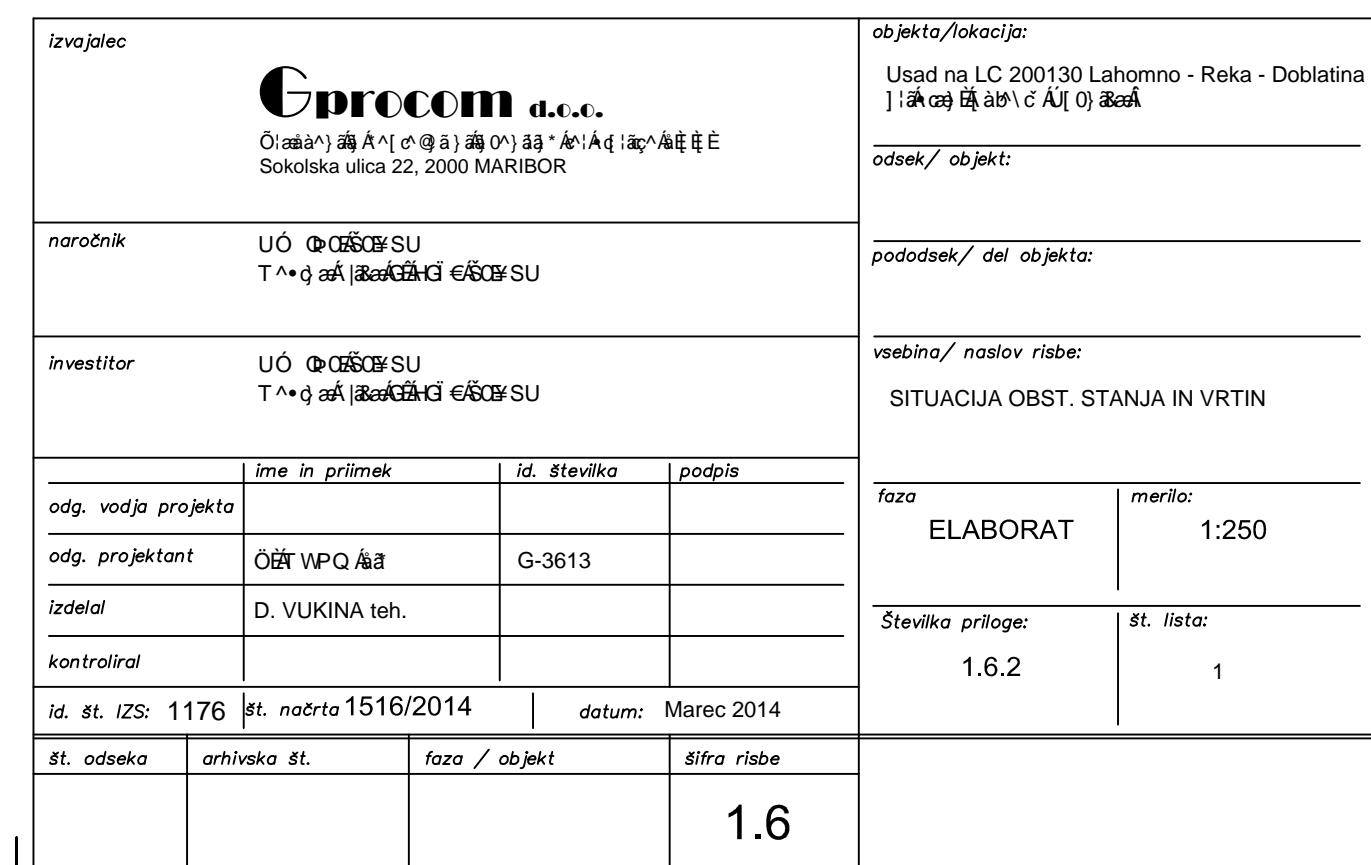 izvajalec
Gprocom d.o.o.
Sokolska ulica 22, 2000 MARIBOR
naročnik
investitor
ime in priimek
id. številka
podpis
odg. vodja projekta
odg. projektant
G-3613
izdelal
D. VUKINA teh.
kontroliral
id. št. IZS: 1176
št. načrta 1516/2014
datum: Marec 2014
št. odseka
arhivska št.
faza / objekt
šifra risbe
1.6
objekta/lokacija:
Usad na LC 200130 Lahomno - Reka - Doblatina
odsek/ objekt:
pododsek/ del objekta:
vsebina/ naslov risbe:
SITUACIJA OBST. STANJA IN VRTIN
faza
merilo:
ELABORAT
1:250
Številka priloge:
št. lista:
1.6.2
1